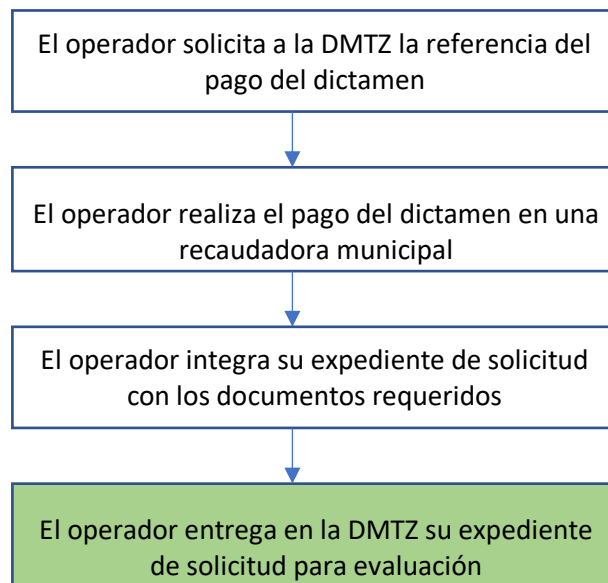 El operador solicita a la DMTZ la referencia del
pago del dictamen
El operador realiza el pago del dictamen en una
recaudadora municipal
El operador integra su expediente de solicitud
con los documentos requeridos
El operador entrega en la DMTZ su expediente
de solicitud para evaluación